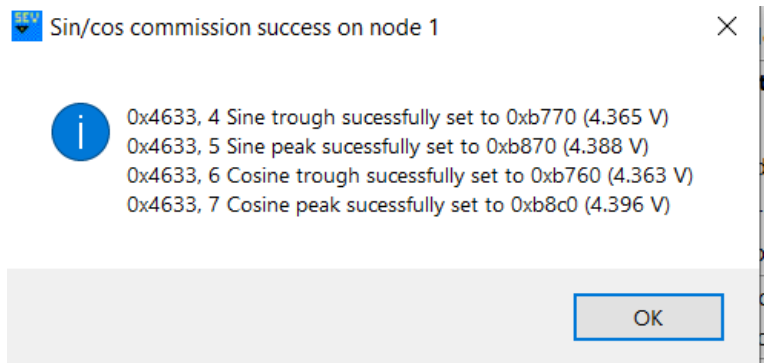 SEV
Sin/cos commission success on node 1
0x4633, 4 Sine trough sucessfully set to 0xb770 (4.365 V)
0x4633, 5 Sine peak sucessfully set to 0xb870 (4.388 V)
0x4633, 6 Cosine trough sucessfully set to 0xb760 (4.363 V)
0x4633, 7 Cosine peak sucessfully set to 0xb8c0 (4.396 V)
OK